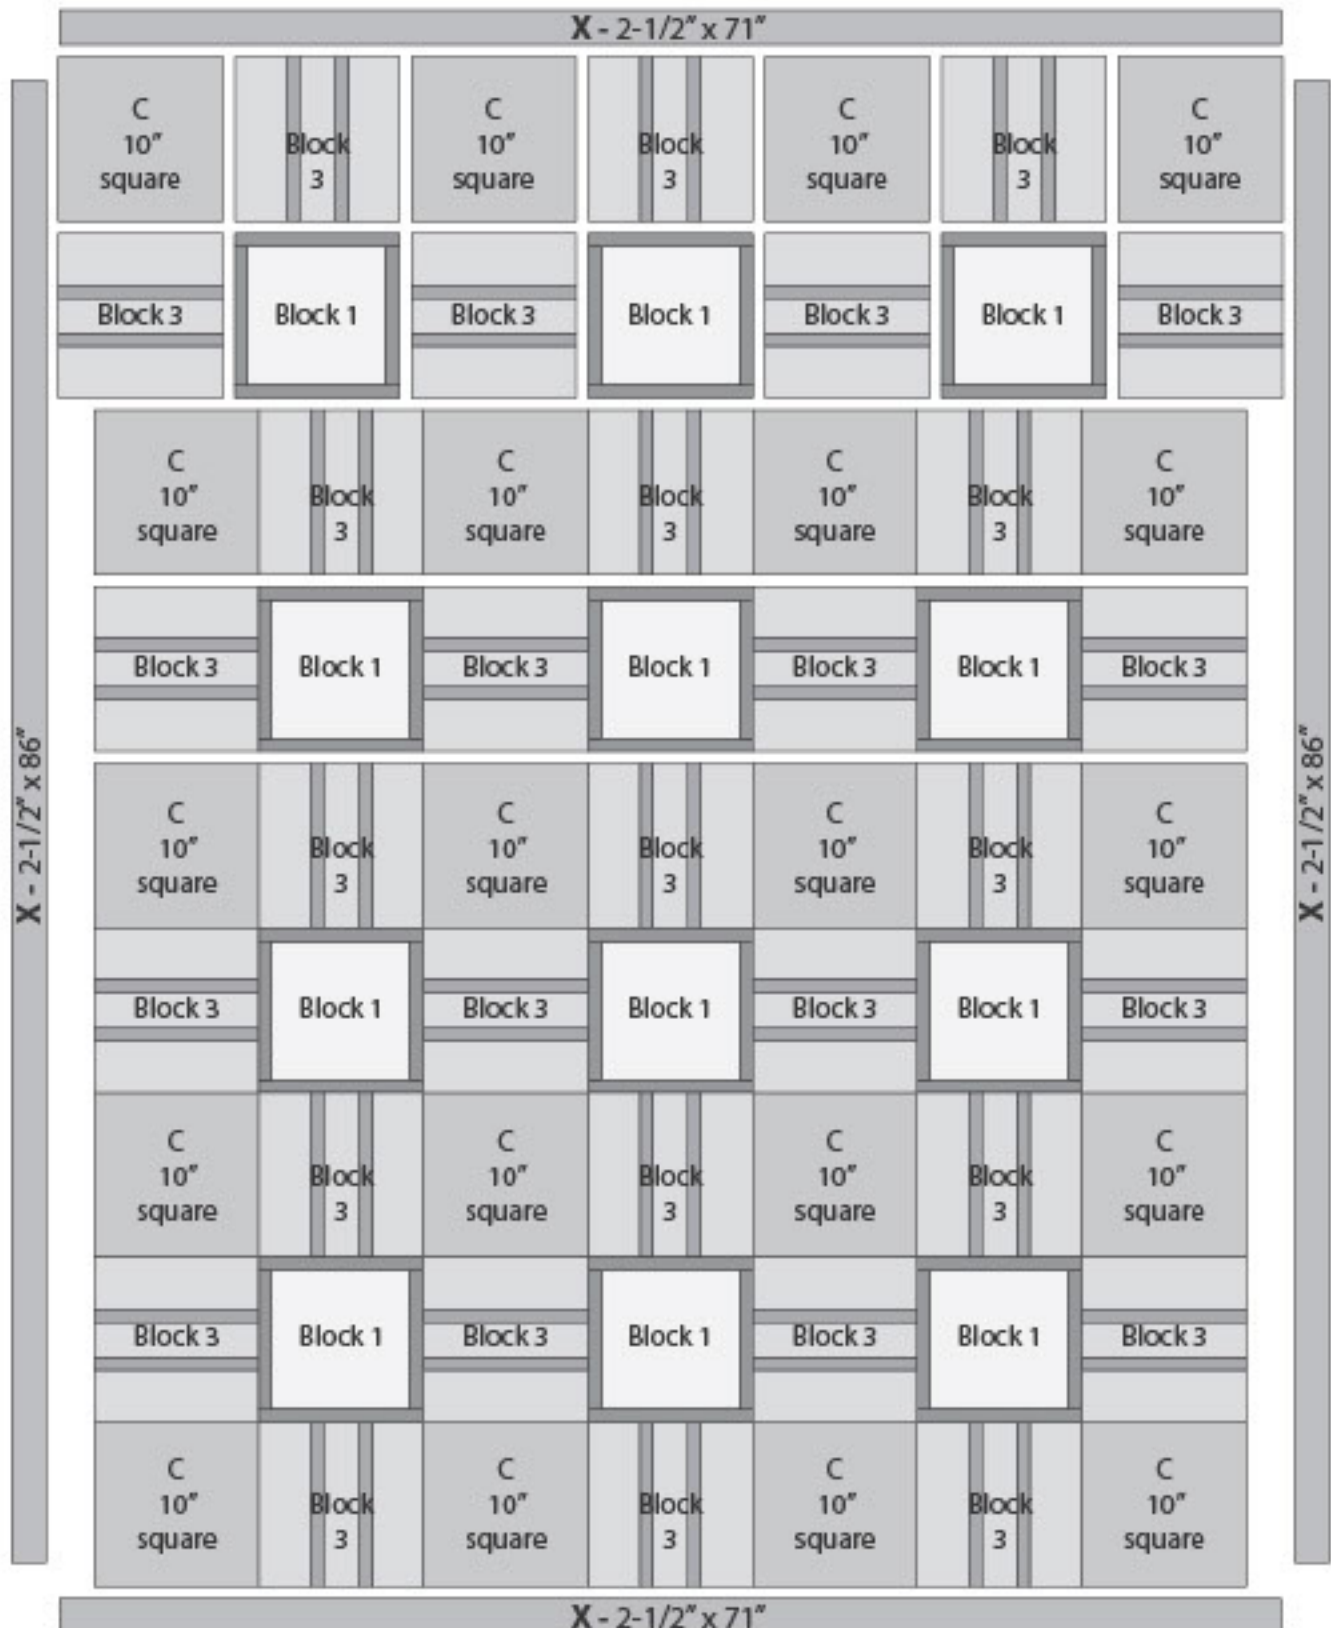 X - 2-1/2” x 71”
C
10”
square
Block
3
C
10”
square
Block
3
C
10”
square
Block
3
C
10”
square
Block 3
Block 1
Block 3
Block 1
Block 3
Block 1
Block 3
C
10”
square
Block
3
C
10”
square
Block
3
C
10”
square
Block
3
C
10”
square
Block 3
Block 1
Block 3
Block 1
Block 3
Block 1
Block 3
X - 2-1/2” x 86”
X - 2-1/2” x 86”
C
10”
square
Block
3
C
10”
square
Block
3
C
10”
square
Block
3
C
10”
square
Block 3
Block 1
Block 3
Block 1
Block 3
Block 1
Block 3
C
10”
square
Block
3
C
10”
square
Block
3
C
10”
square
Block
3
C
10”
square
Block 3
Block 1
Block 3
Block 1
Block 3
Block 1
Block 3
C
10”
square
Block
3
C
10”
square
Block
3
C
10”
square
Block
3
C
10”
square
X - 2-1/2” x 71”